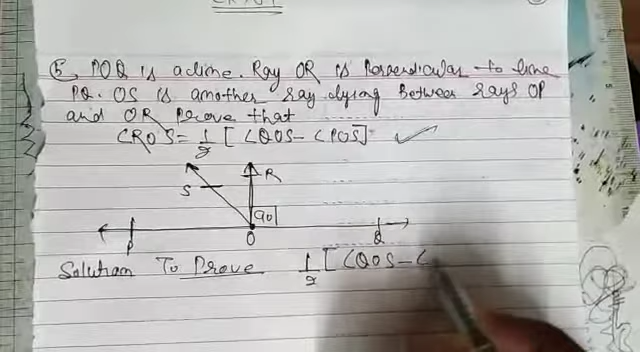 5. POQ is a line. Ray OR is Perpendicular to line
PQ. OS is another ray lying Between rays OP
and OR Prove that
∠ROS = 1/2 [∠QOS - ∠POS]
S R
90
P O Q
Solution To Prove 1/2 [∠QOS - ∠